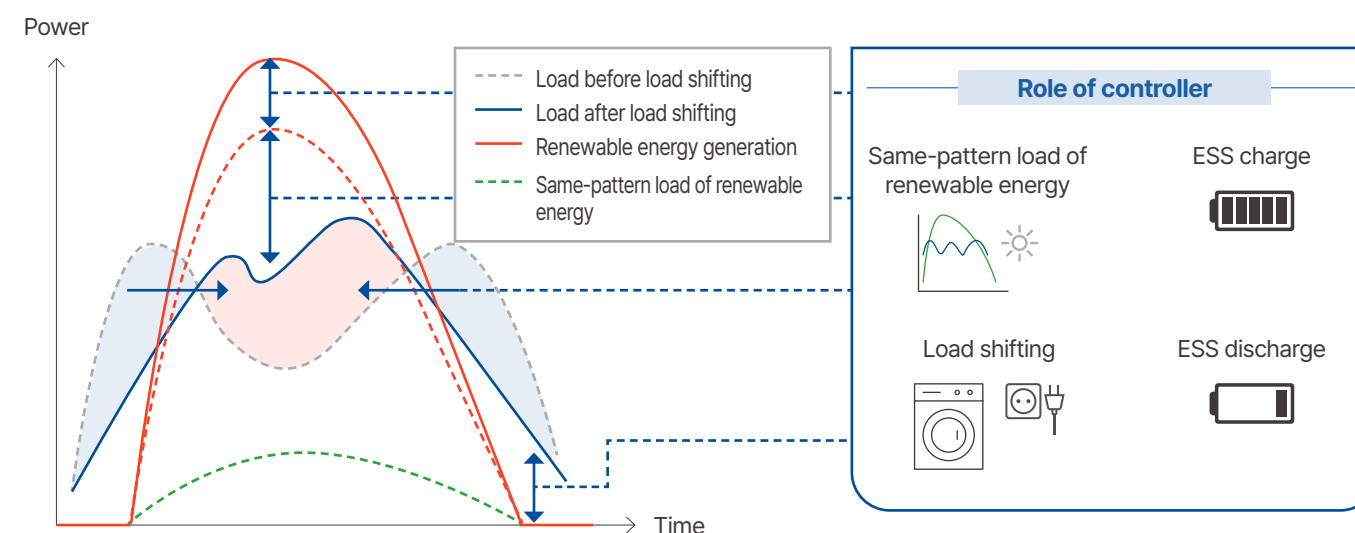 Power
Load before load shifting
Load after load shifting
Renewable energy generation
Same-pattern load of renewable
energy
Time
Role of controller
Same-pattern load of
renewable energy
ESS charge
Load shifting
ESS discharge